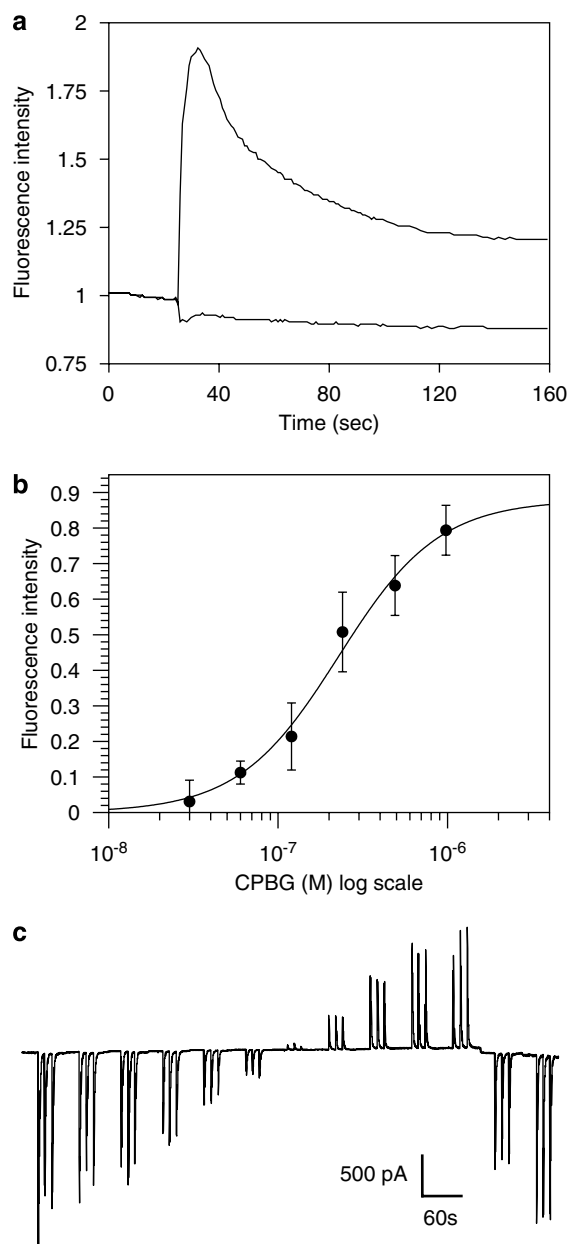 a
Fluorescence intensity
2
1.75
1.5
1.25
1
0.75
0 40 80 120 160
Time (sec)
b
Fluorescence intensity
0.9
0.8
0.7
0.6
0.5
0.4
0.3
0.2
0.1
0
10-8 10-7 10-6
CPBG (M) log scale
c
500 pA
60s